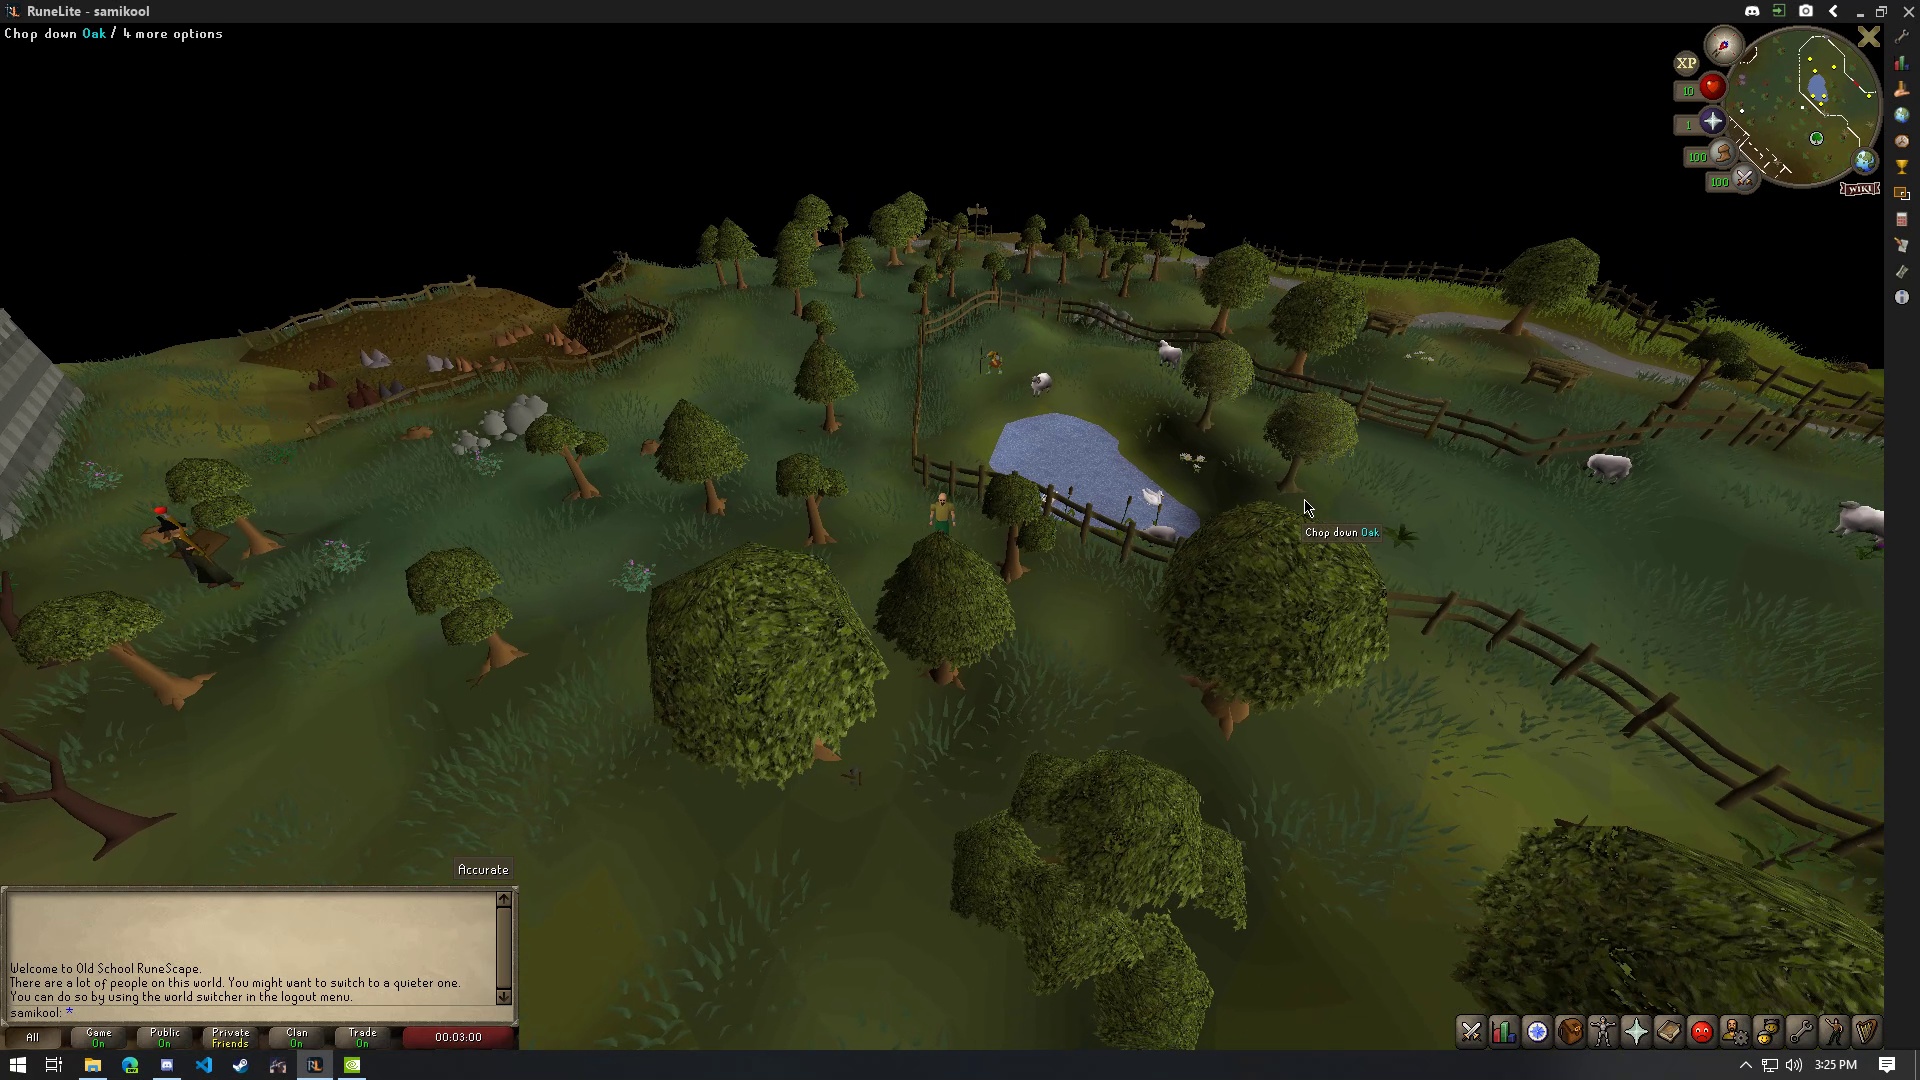 RuneLite - samikool
Chop down Oak / 4 more options
XP
10
1
100
100
WIKI
Chop down Oak
Accurate
Welcome to Old School RuneScape.
There are a lot of people on this world. You might want to switch to a quieter one.
You can do so by using the world switcher in the logout menu.
samikool: *
All
Game
On
Public
On
Private
Friends
Clan
On
Trade
On
00:03:00
3:25 PM